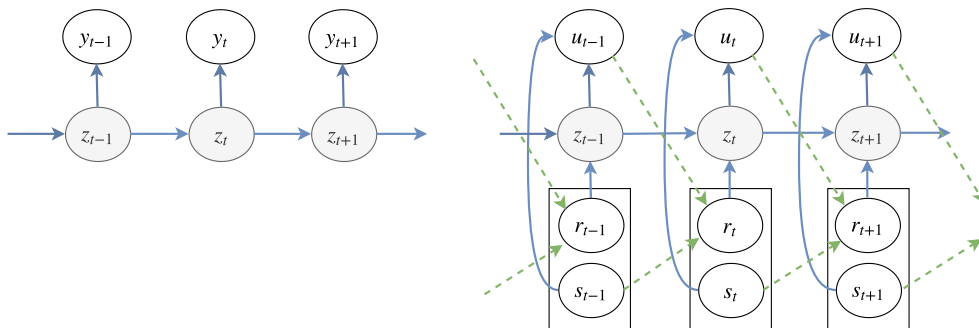 y_{t-1} y_t y_{t+1} u_{t-1} u_t u_{t+1}
z_{t-1} z_t z_{t+1} z_{t-1} z_t z_{t+1}
r_{t-1} r_t r_{t+1}
s_{t-1} s_t s_{t+1}